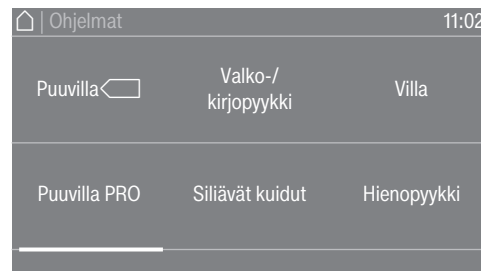 | Ohjelmat
11:02
Puuvilla
Valko-/
kirjopyykki
Villa
Puuvilla PRO
Siliävät kuidut
Hienopyykki